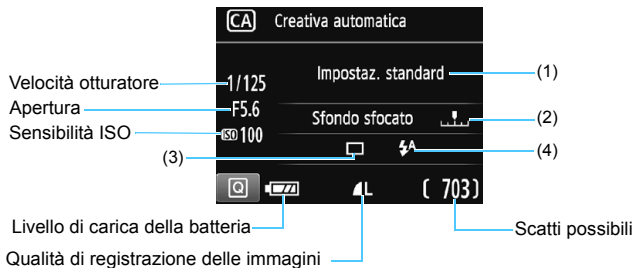 CA Creativa automatica
Velocità otturatore
1/125
Impostaz. standard
(1)
Apertura
F5.6
Sfondo sfocato
(2)
Sensibilità ISO
ISO 100
(3)
A
(4)
Q
L
( 703)
Livello di carica della batteria
Scatti possibili
Qualità di registrazione delle immagini